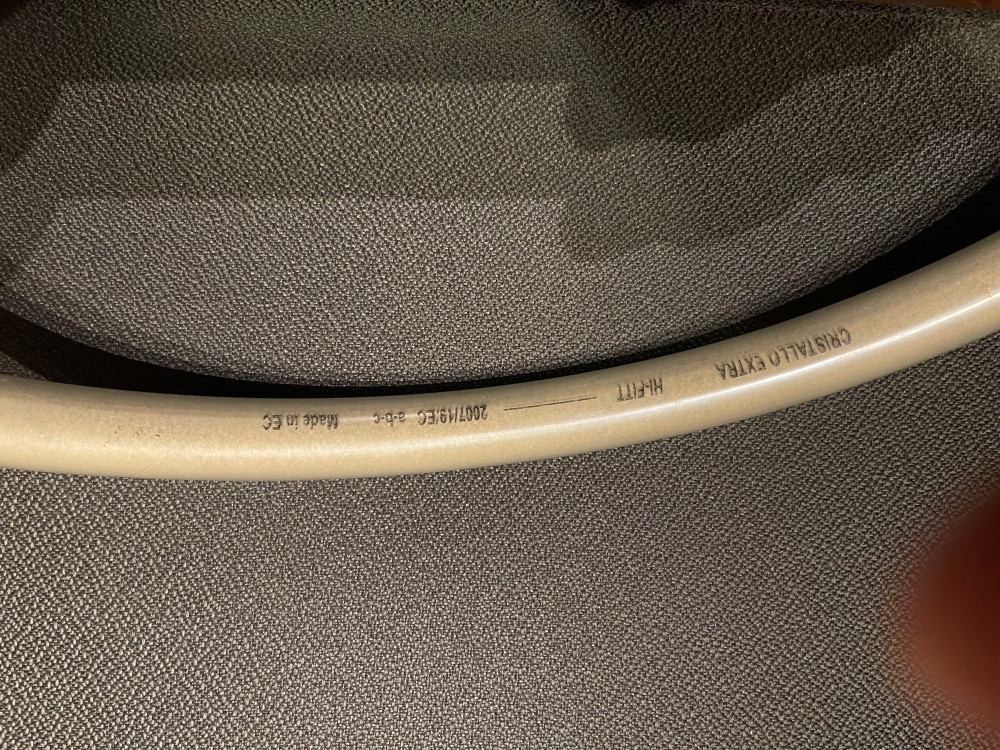 CRISTALLO EXTRA HI-FITT 2007/19/EC a-b-c Made in EC